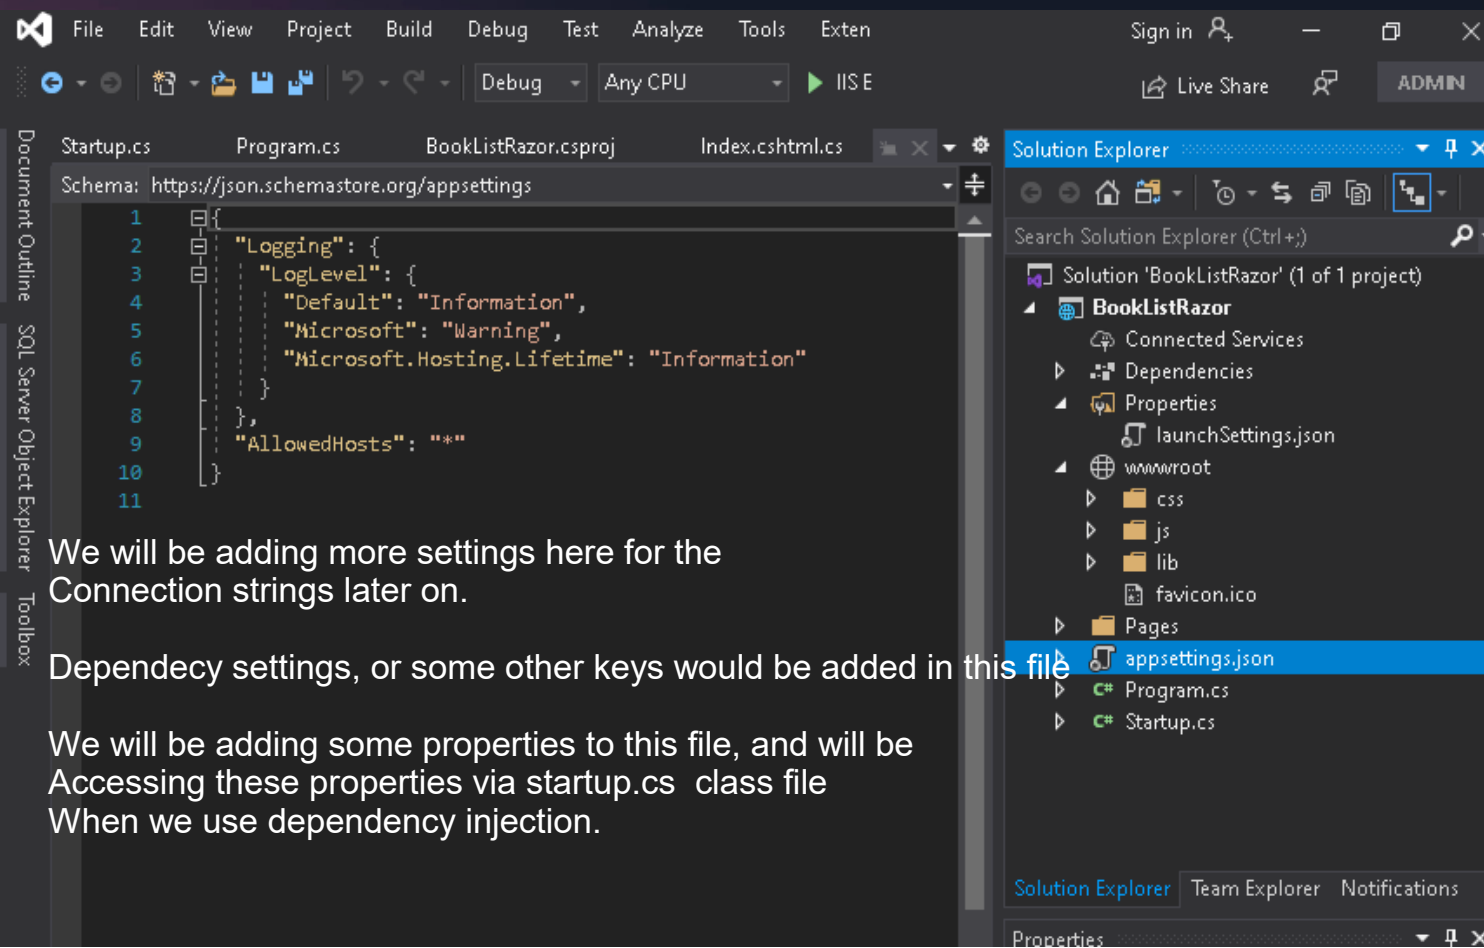 File Edit View Project Build Debug Test Analyze Tools Exten Sign in
Debug Any CPU IIS E Live Share ADMIN
Document Outline
SQL Server Object Explorer
Toolbox
Startup.cs Program.cs BookListRazor.csproj Index.cshtml.cs
Schema: https://json.schemastore.org/appsettings
1 {
2 "Logging": {
3 "LogLevel": {
4 "Default": "Information",
5 "Microsoft": "Warning",
6 "Microsoft.Hosting.Lifetime": "Information"
7 }
8 },
9 "AllowedHosts": "*"
10 }
11
We will be adding more settings here for the
Connection strings later on.
Dependecy settings, or some other keys would be added in this file
We will be adding some properties to this file, and will be
Accessing these properties via startup.cs class file
When we use dependency injection.
Solution Explorer
Search Solution Explorer (Ctrl+;)
Solution 'BookListRazor' (1 of 1 project)
BookListRazor
Connected Services
Dependencies
Properties
launchSettings.json
wwwroot
css
js
lib
favicon.ico
Pages
appsettings.json
C# Program.cs
C# Startup.cs
Solution Explorer Team Explorer Notifications
Properties